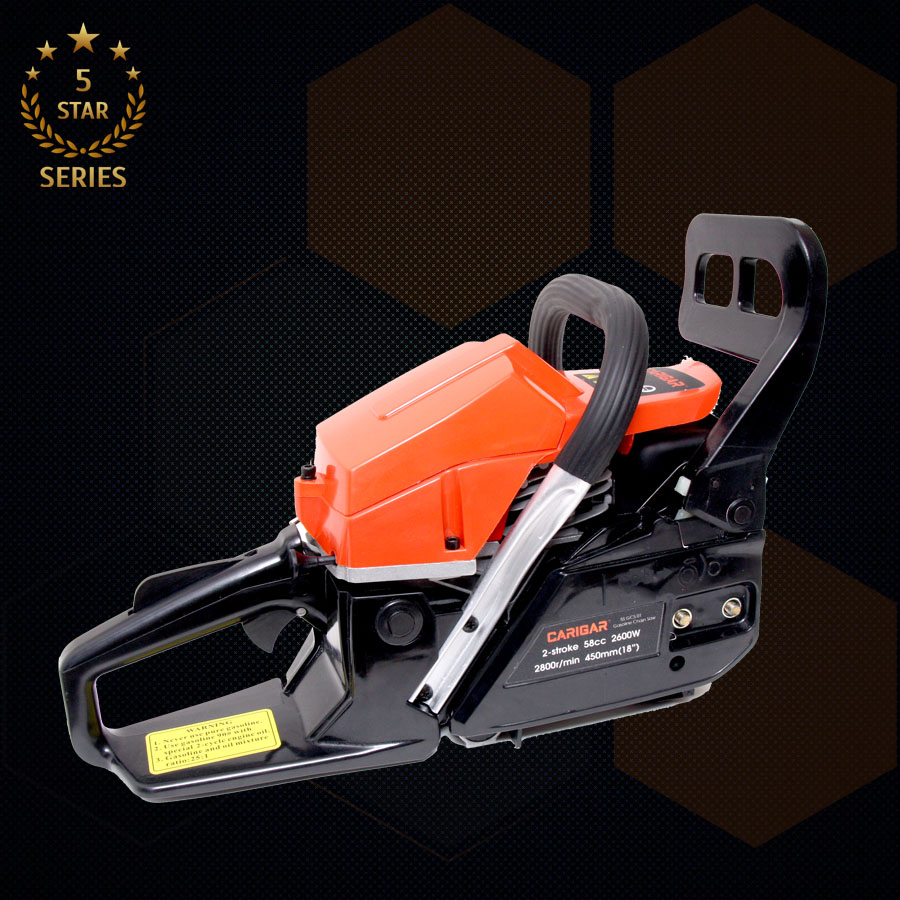 5
STAR
SERIES
CARIGAR
CARIGAR
Gasoline Chain Saw
2-stroke 58cc 2600W
2800r/min 450mm(18")
WARNING
1. Never use pure gasoline.
2. Use gasoline mix with
special 2-cycle engine oil.
3. Gasoline and oil mixture
ratio:25:1